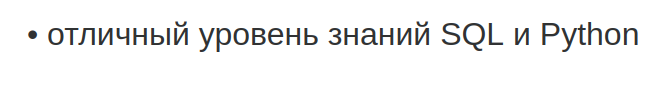 • отличный уровень знаний SQL и Python